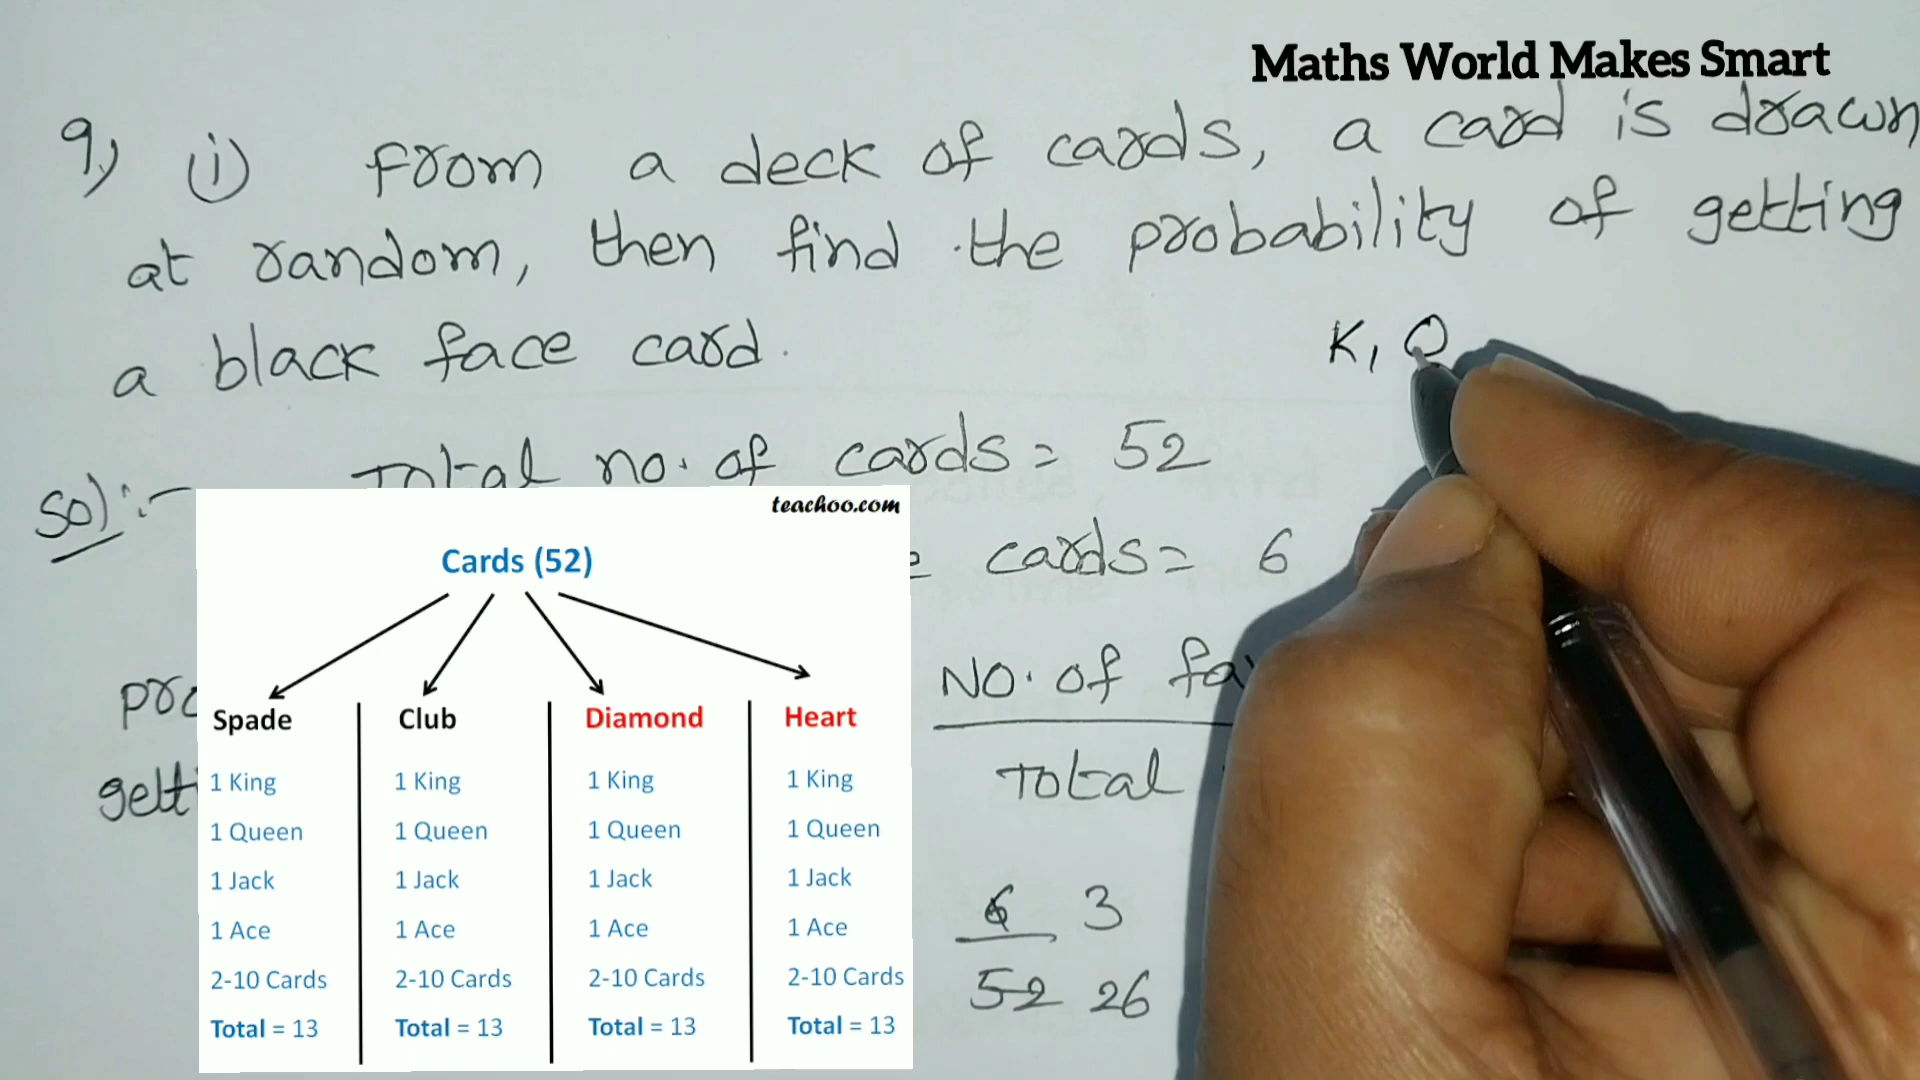 Maths World Makes Smart
9) (i) from a deck of cards, a card is drawn
at random, then find the probability of getting
a black face card.
K, Q
Sol:- Total no. of cards = 52
cards = 6
No. of
Total
6 3
52 26
teachoo.com
Cards (52)
Spade Club Diamond Heart
1 King 1 King 1 King 1 King
1 Queen 1 Queen 1 Queen 1 Queen
1 Jack 1 Jack 1 Jack 1 Jack
1 Ace 1 Ace 1 Ace 1 Ace
2-10 Cards 2-10 Cards 2-10 Cards 2-10 Cards
Total = 13 Total = 13 Total = 13 Total = 13